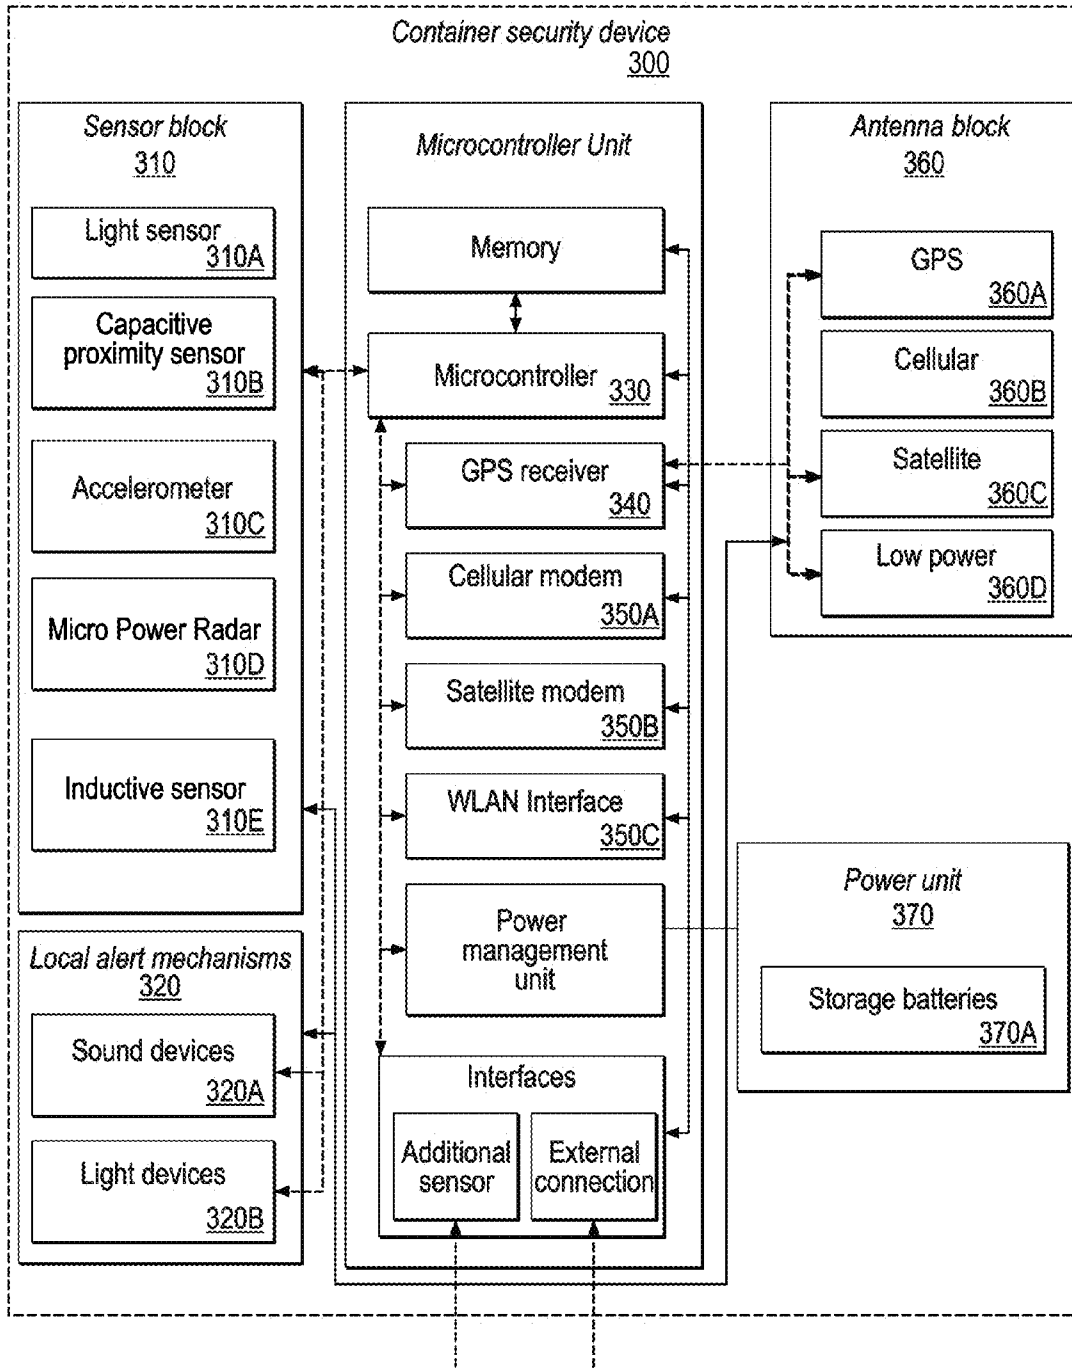 Container security device
300
Sensor block
310
Light sensor
310A
Capacitive
proximity sensor
310B
Accelerometer
310C
Micro Power Radar
310D
Inductive sensor
310E
Local alert mechanisms
320
Sound devices
320A
Light devices
320B
Microcontroller Unit
Memory
Microcontroller 330
GPS receiver
340
Cellular modem
350A
Satellite modem
350B
WLAN Interface
350C
Power
management
unit
Interfaces
Additional
sensor
External
connection
Antenna block
360
GPS
360A
Cellular
360B
Satellite
360C
Low power
360D
Power unit
370
Storage batteries
370A